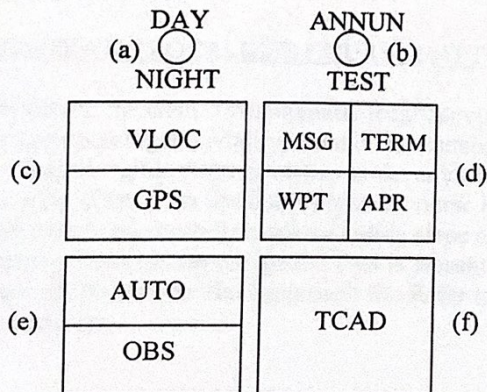 DAY ANNUN
(a) (b)
NIGHT TEST
VLOC MSG TERM
(c) (d)
GPS WPT APR
AUTO
(e) TCAD (f)
OBS